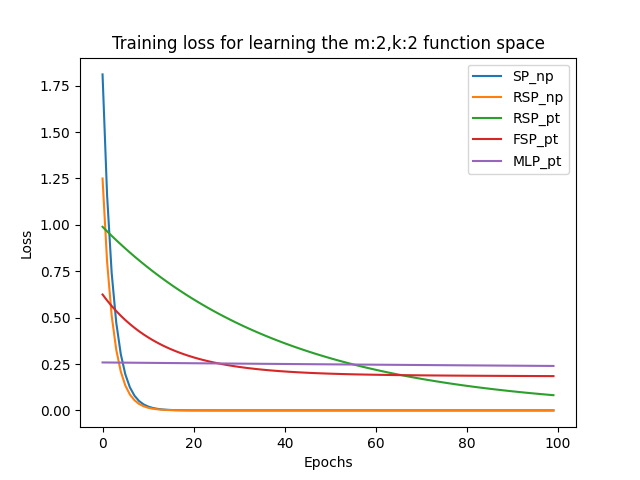 Training loss for learning the m:2,k:2 function space
SP_np
RSP_np
RSP_pt
FSP_pt
MLP_pt
Loss
1.75
1.50
1.25
1.00
0.75
0.50
0.25
0.00
0 20 40 60 80 100
Epochs